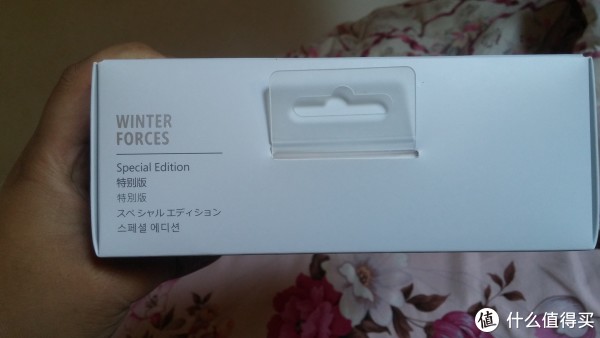 WINTER
FORCES
Special Edition
特别版
特別版
スペシャル エディション
스페셜 에디션
值 什么值得买